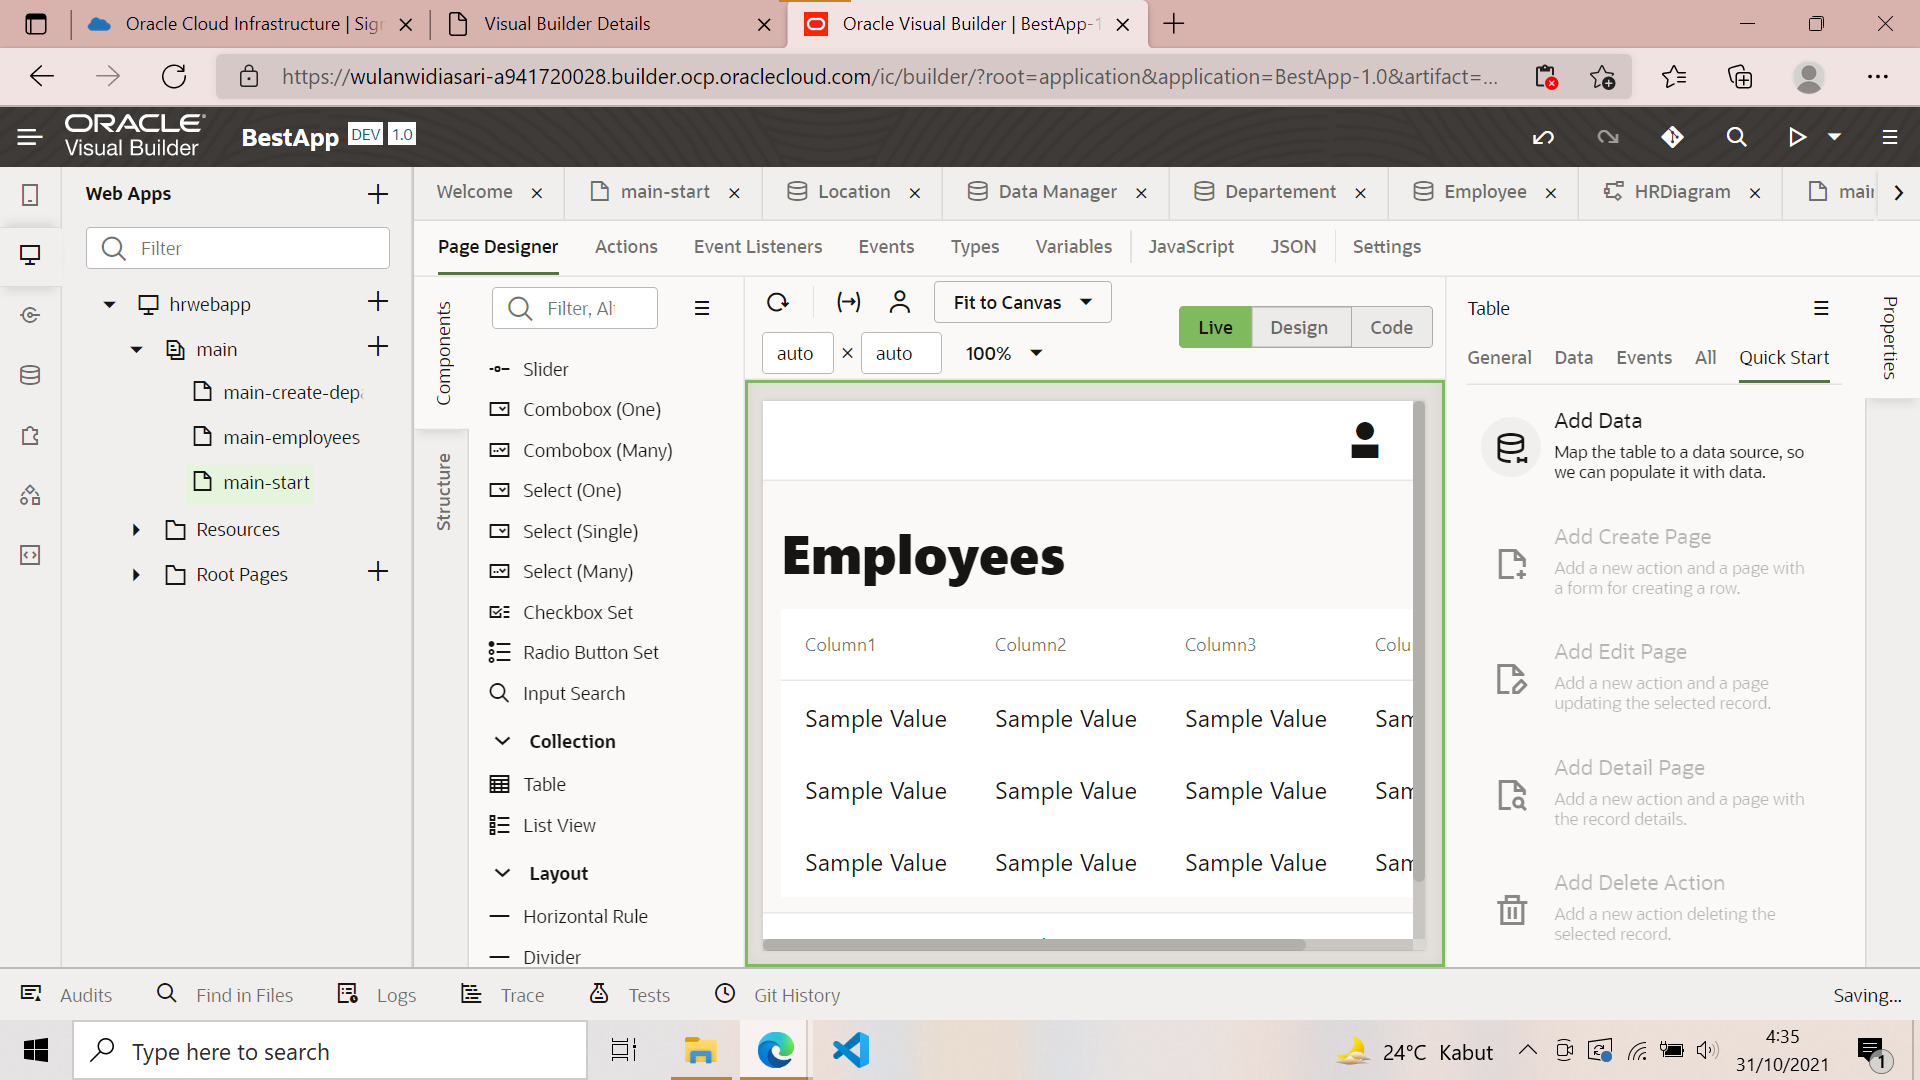 Oracle Cloud Infrastructure | Sign
Visual Builder Details
Oracle Visual Builder | BestApp-1
https://wulanwidiasari-a941720028.builder.ocp.oraclecloud.com/ic/builder/?root=application&application=BestApp-1.0&artifact=...
ORACLE
Visual Builder
BestApp DEV 1.0
Web Apps
Filter
hrwebapp
main
main-create-depa
main-employees
main-start
Resources
Root Pages
Welcome
main-start
Location
Data Manager
Departement
Employee
HRDiagram
main
Page Designer
Actions
Event Listeners
Events
Types
Variables
JavaScript
JSON
Settings
Components
Structure
Filter, Alt
Slider
Combobox (One)
Combobox (Many)
Select (One)
Select (Single)
Select (Many)
Checkbox Set
Radio Button Set
Input Search
Collection
Table
List View
Layout
Horizontal Rule
Divider
Fit to Canvas
auto × auto 100%
Live Design Code
Employees
Column1 Column2 Column3 Colu
Sample Value Sample Value Sample Value Sam
Sample Value Sample Value Sample Value Sam
Sample Value Sample Value Sample Value Sam
Table
General Data Events All Quick Start
Add Data
Map the table to a data source, so
we can populate it with data.
Add Create Page
Add a new action and a page with
a form for creating a row.
Add Edit Page
Add a new action and a page
updating the selected record.
Add Detail Page
Add a new action and a page with
the record details.
Add Delete Action
Add a new action deleting the
selected record.
Properties
Audits
Find in Files
Logs
Trace
Tests
Git History
Saving...
Type here to search
24°C Kabut
4:35
31/10/2021
1